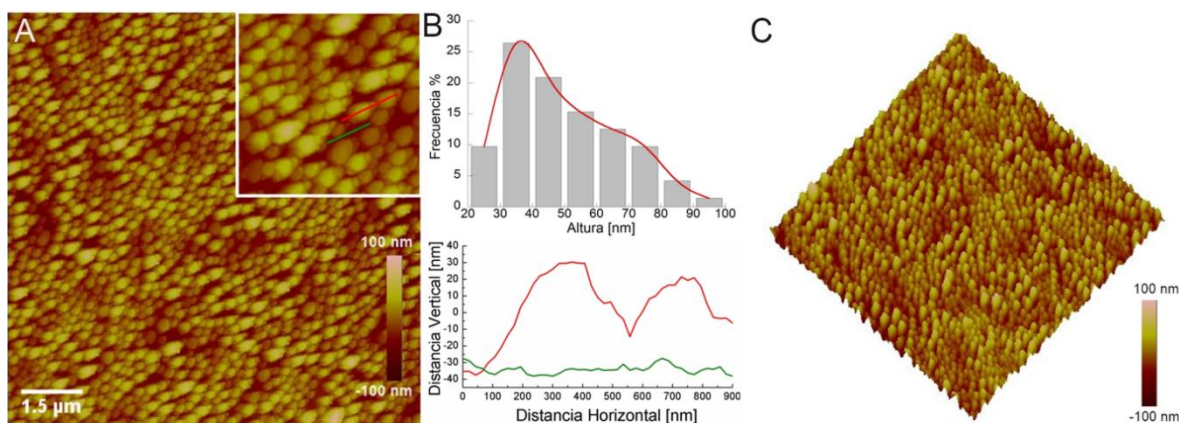 A
100 nm
-100 nm
1.5 µm
B
Frecuencia %
30
25
20
15
10
5
0
20 30 40 50 60 70 80 90 100
Altura [nm]
Distancia Vertical [nm]
40
30
20
10
0
-10
-20
-30
-40
0 100 200 300 400 500 600 700 800 900
Distancia Horizontal [nm]
C
100 nm
-100 nm